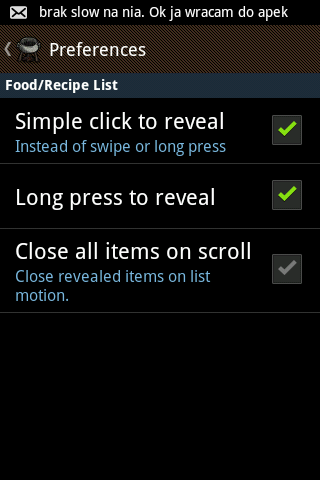 brak slow na nia. Ok ja wracam do apek
Preferences
Food/Recipe List
Simple click to reveal
Instead of swipe or long press
Long press to reveal
Close all items on scroll
Close revealed items on list
motion.